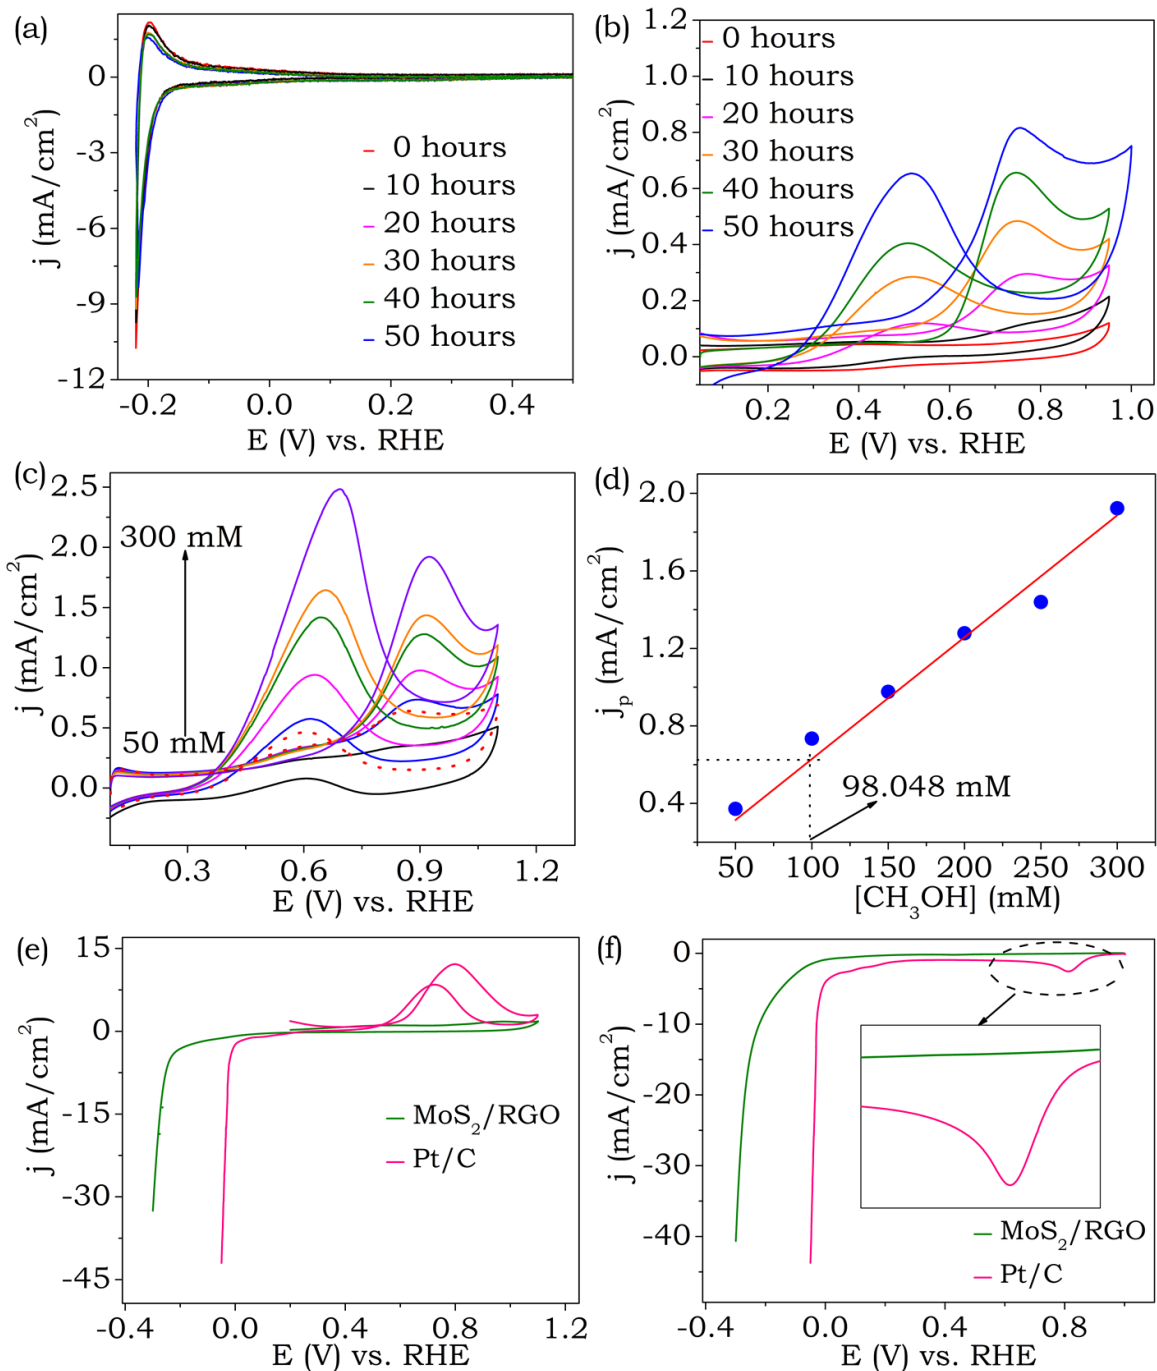 (a)
0
-3
-6
-9
-12
j (mA/cm²)
0 hours
10 hours
20 hours
30 hours
40 hours
50 hours
-0.2 0.0 0.2 0.4
E (V) vs. RHE
(b)
1.2
1.0
0.8
0.6
0.4
0.2
0.0
j (mA/cm²)
0 hours
10 hours
20 hours
30 hours
40 hours
50 hours
0.2 0.4 0.6 0.8 1.0
E (V) vs. RHE
(c)
2.5
2.0
1.5
1.0
0.5
0.0
j (mA/cm²)
300 mM
50 mM
0.3 0.6 0.9 1.2
E (V) vs. RHE
(d)
2.0
1.6
1.2
0.8
0.4
jₚ (mA/cm²)
98.048 mM
50 100 150 200 250 300
[CH₃OH] (mM)
(e)
15
0
-15
-30
-45
j (mA/cm²)
MoS₂/RGO
Pt/C
-0.4 0.0 0.4 0.8 1.2
E (V) vs. RHE
(f)
0
-10
-20
-30
-40
j (mA/cm²)
MoS₂/RGO
Pt/C
-0.4 0.0 0.4 0.8
E (V) vs. RHE